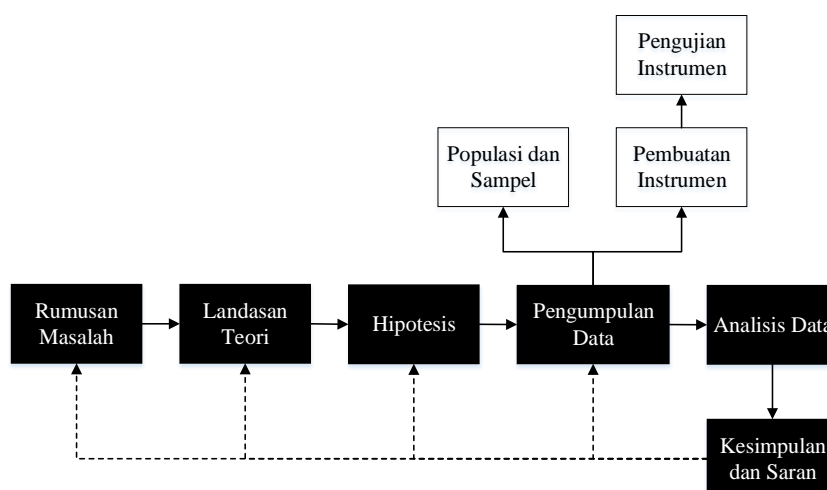 Pengujian
Instrumen
Populasi dan
Sampel
Pembuatan
Instrumen
Rumusan
Masalah
Landasan
Teori
Hipotesis
Pengumpulan
Data
Analisis Data
Kesimpulan
dan Saran